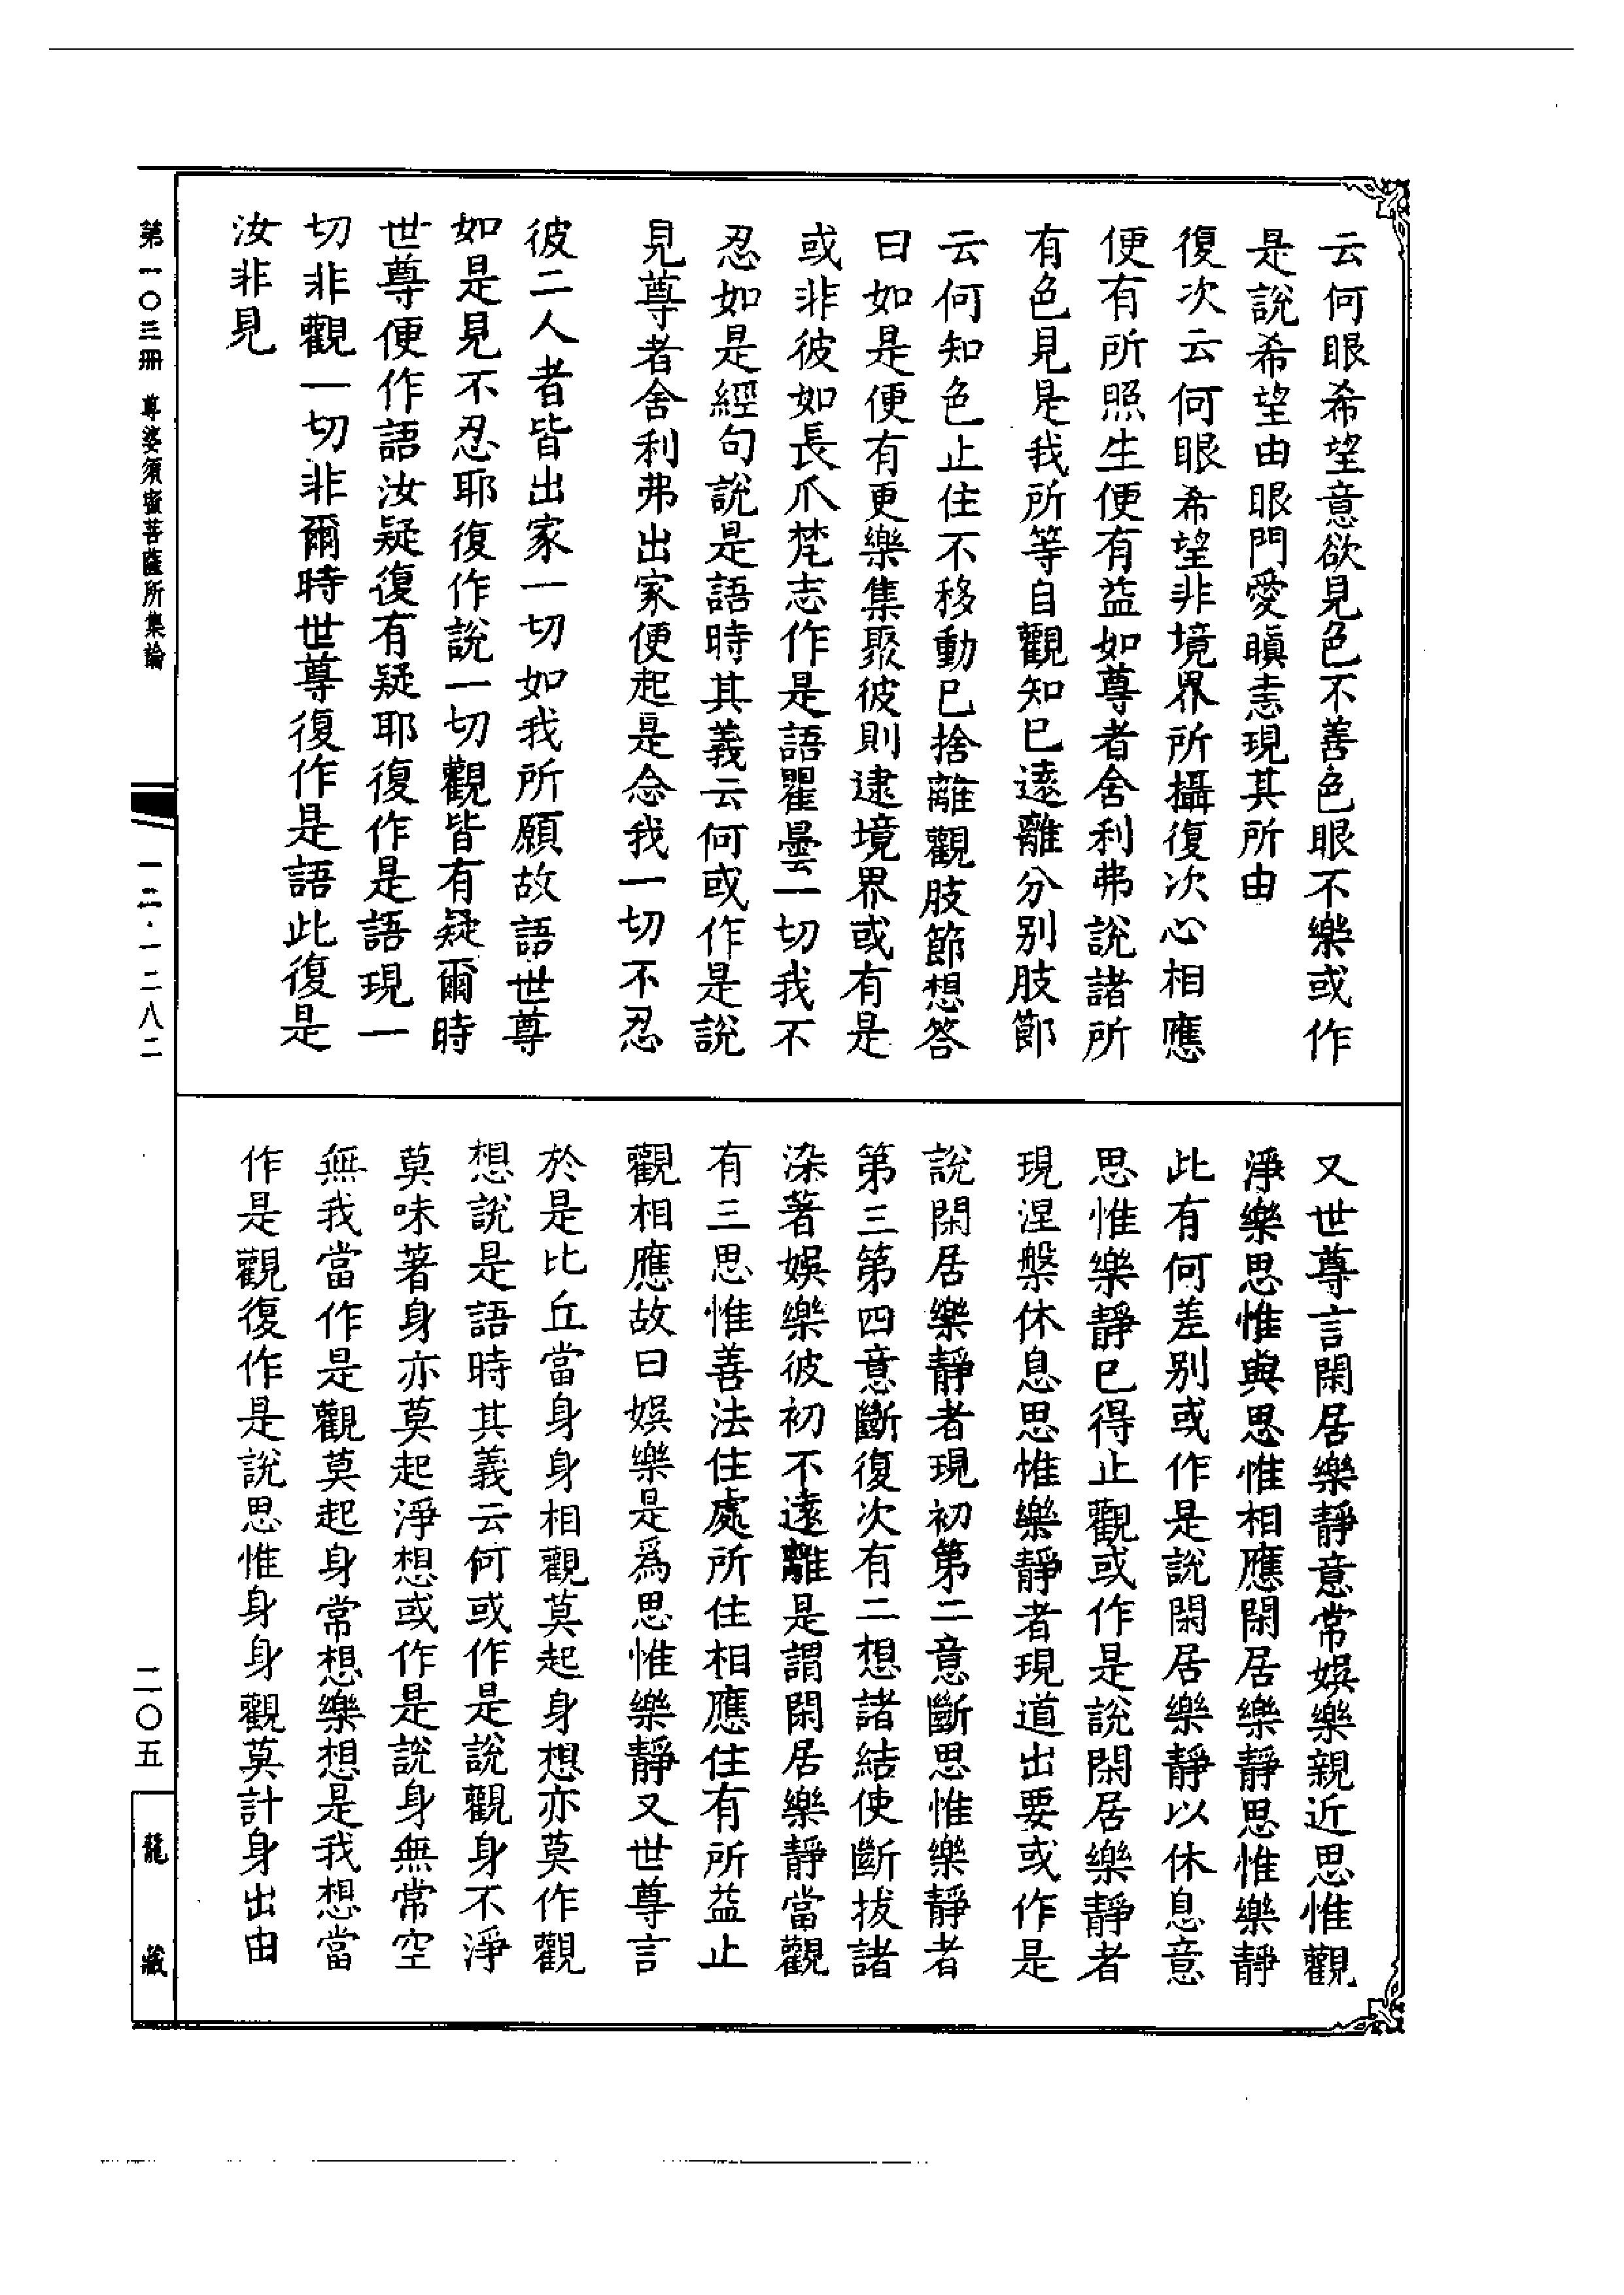 云何眼希望意欲見色不善色眼不樂或作
是說希望由眼門愛瞋恚現其所由
復次云何眼希望非境界所攝復次心相應
便有所照生便有益如尊者舍利弗說諸所
有色見是我所等自觀知已遠離分别肢節
云何知色止住不移動已捨離觀肢節想答
曰如是便有更樂集聚彼則逮境界或有是
或非彼如長爪梵志作是語瞿曇一切我不
忍如是經句說是語時其義云何或作是說
見尊者舍利弗出家便起是念我一切不忍
彼二人者皆出家一切如我所願故語世尊
如是見不忍耶復作說一切觀皆有疑爾時
世尊便作語汝疑復有疑耶復作是語現一
切非觀一切非爾時世尊復作是語此復是
汝非見
又世尊言閑居樂靜意常娛樂親近思惟觀
淨樂思惟與思惟相應閑居樂靜思惟樂靜
此有何差别或作是說閑居樂靜以休息意
思惟樂靜已得止觀或作是說閑居樂靜者
現涅槃休息思惟樂靜者現道出要或作是
說閑居樂靜者現初第二意斷思惟樂靜者
第三第四意斷復次有二想諸結使斷拔諸
染著娛樂彼初不遠離是謂閑居樂靜當觀
有三思惟善法住處所住相應住有所益止
觀相應故曰娛樂是爲思惟樂靜又世尊言
於是比丘當身身相觀莫起身想亦莫作觀
想說是語時其義云何或作是說觀身不淨
莫味著身亦莫起淨想或作是說身無常空
無我當作是觀莫起身常想樂想是我想當
作是觀復作是說思惟身身觀莫計身出由
第一〇三册 尊婆須蜜菩薩所集論
一二·一二八二
二〇五
龍藏